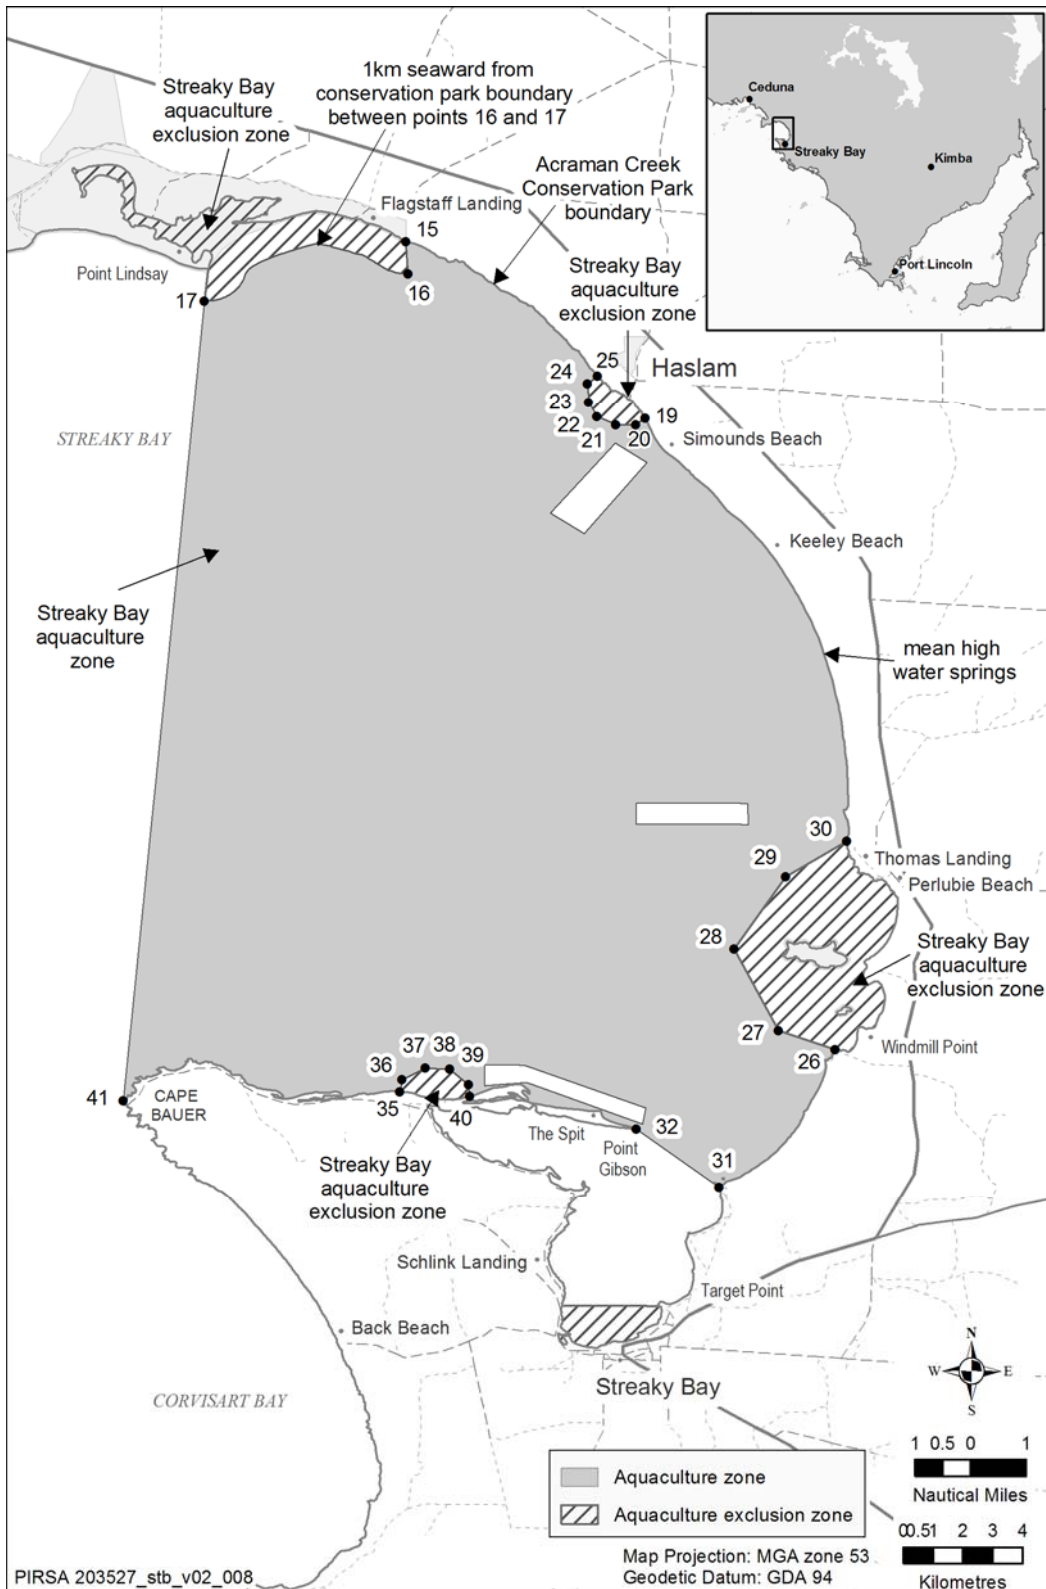 Streaky Bay
aquaculture
exclusion zone
1km seaward from
conservation park boundary
between points 16 and 17
Acraman Creek
Conservation Park
boundary
Ceduna
Streaky Bay
Kimba
Port Lincoln
Flagstaff Landing
15
Point Lindsay
16
17
Streaky Bay
aquaculture
exclusion zone
25
24
Haslam
23
19
22
21
20
Simounds Beach
STREAKY BAY
Keeley Beach
Streaky Bay
aquaculture
zone
mean high
water springs
30
29
Thomas Landing
Perlubie Beach
28
Streaky Bay
aquaculture
exclusion zone
27
26
Windmill Point
36
37
38
39
41
CAPE
BAUER
35
40
The Spit
Point
Gibson
32
31
Streaky Bay
aquaculture
exclusion zone
Schlink Landing
Target Point
Back Beach
Streaky Bay
CORVISART BAY
N
W
E
S
1 0.5 0 1
Nautical Miles
Aquaculture zone
Aquaculture exclusion zone
00.51 2 3 4
Kilometres
Map Projection: MGA zone 53
Geodetic Datum: GDA 94
PIRSA 203527_stb_v02_008